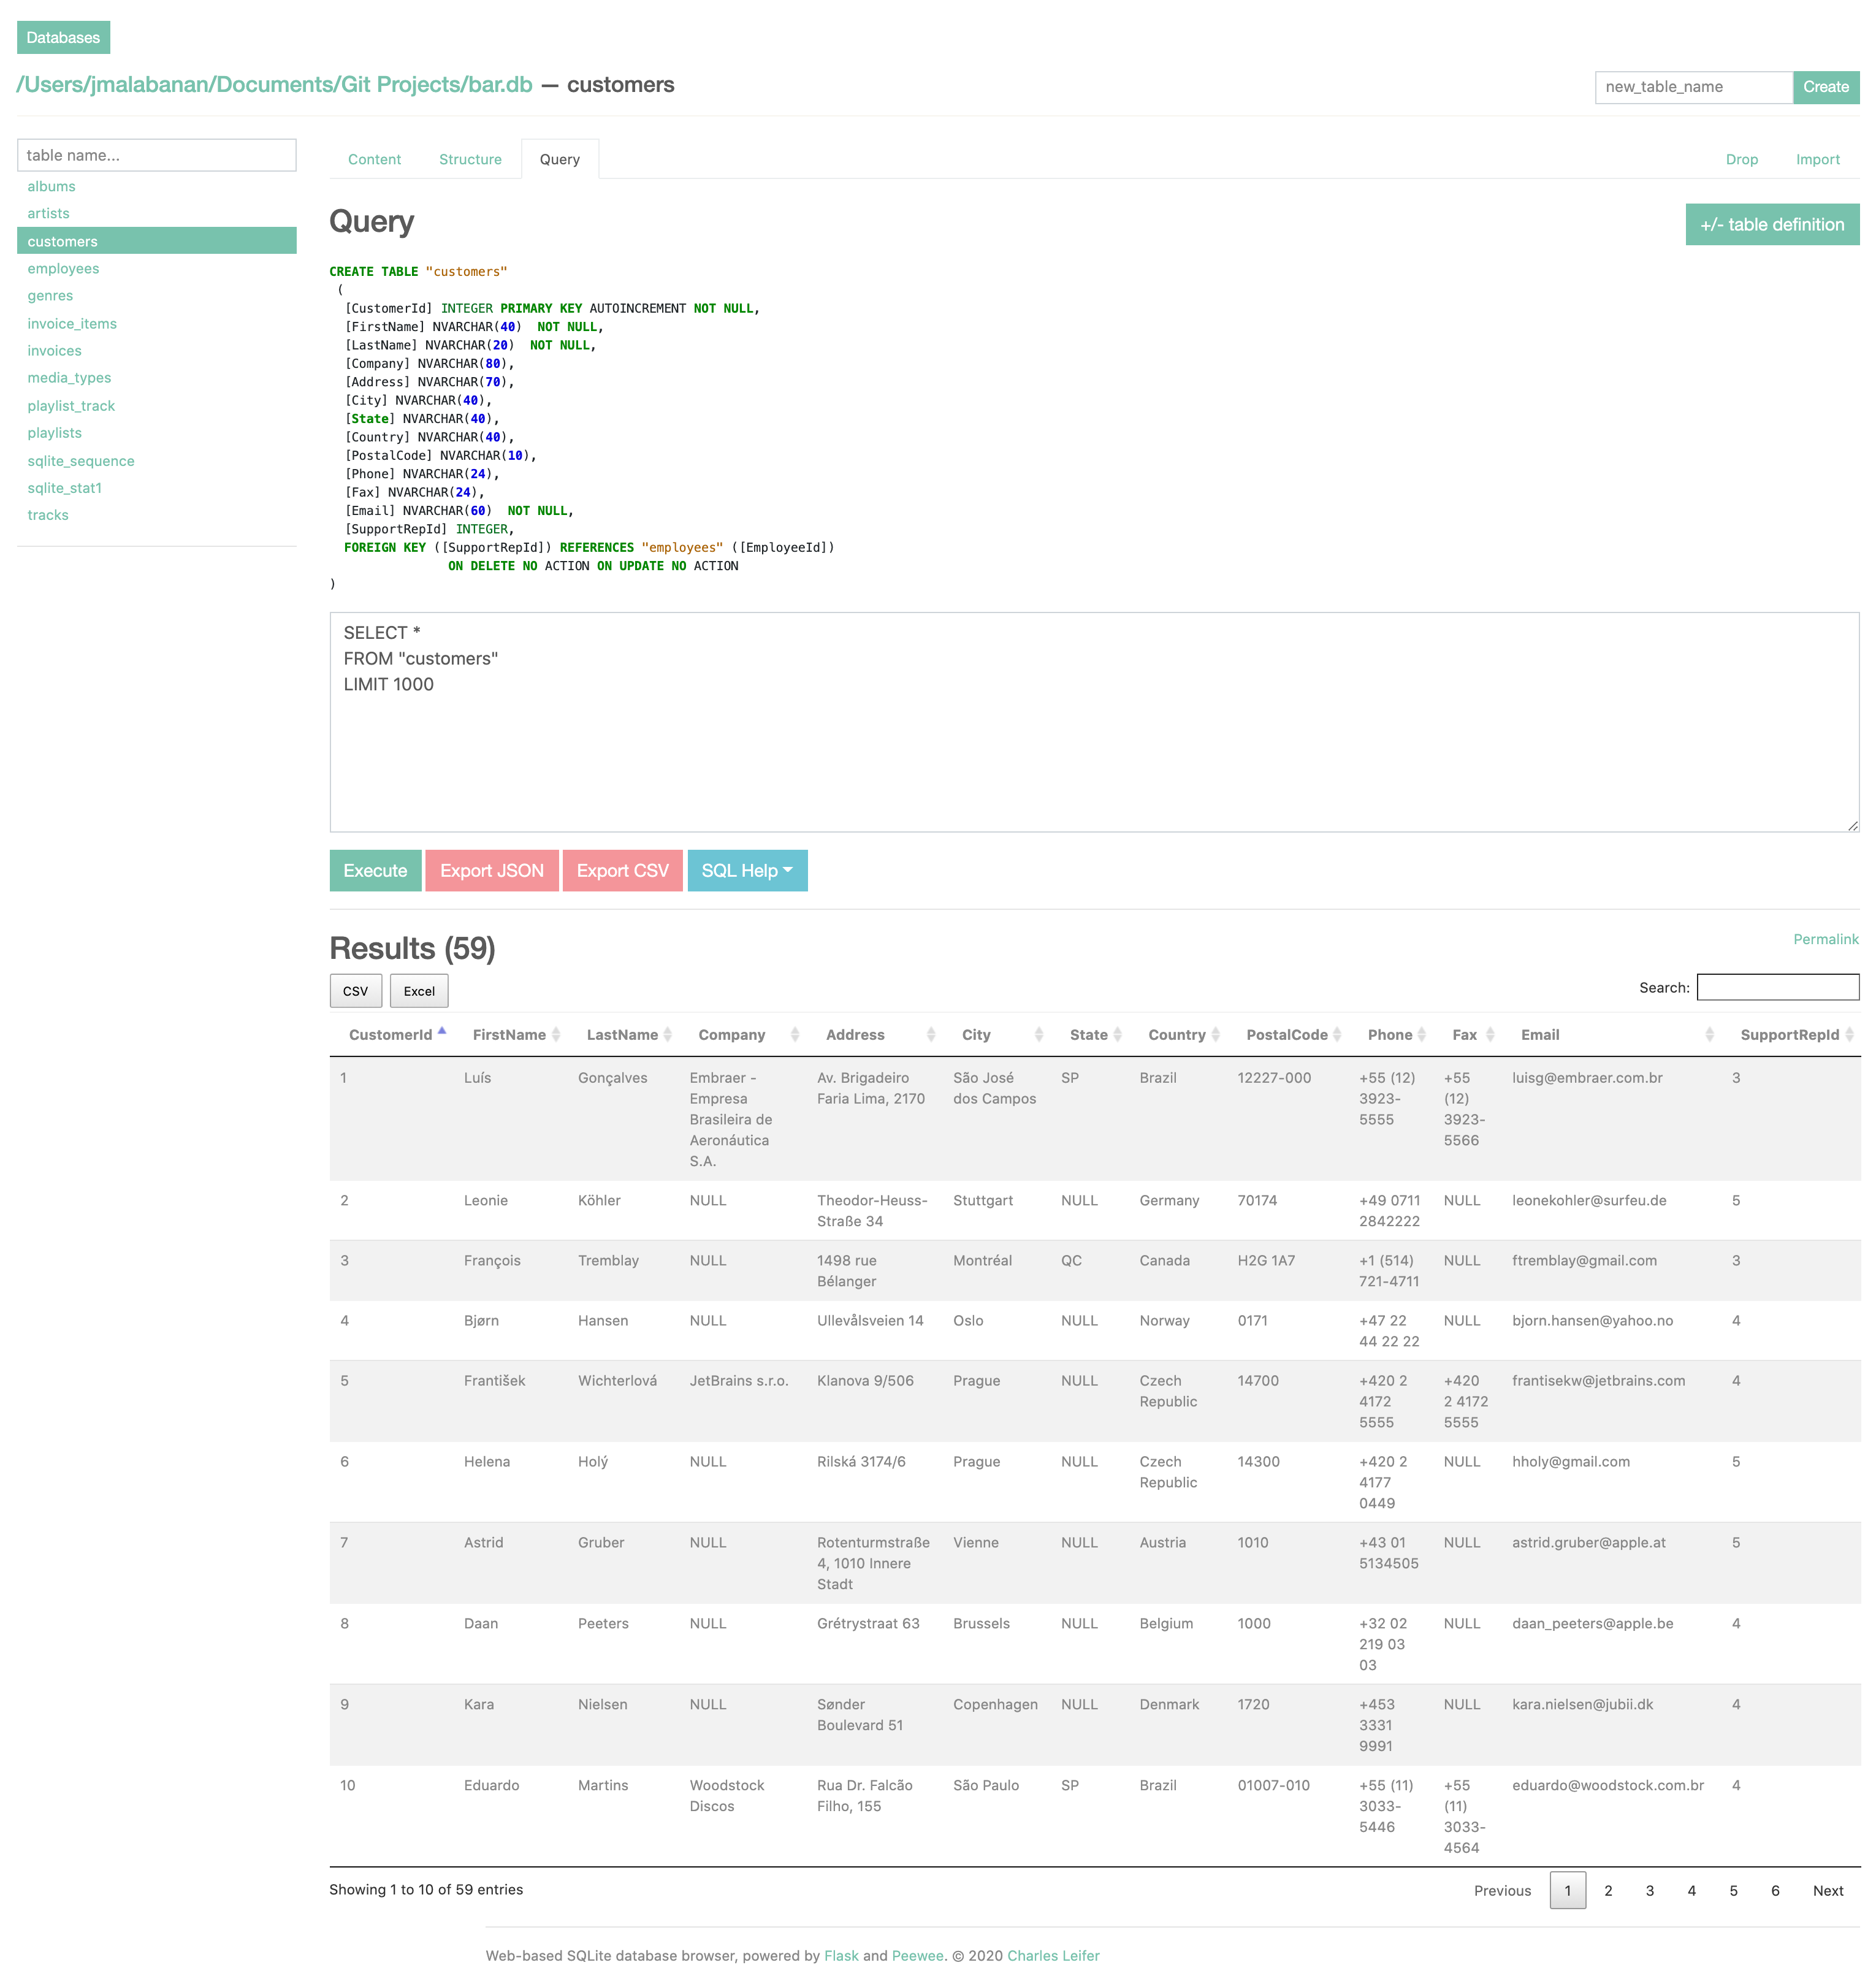 Databases
/Users/jmalabanan/Documents/Git Projects/bar.db — customers
new_table_name
Create
table name...
albums
artists
customers
employees
genres
invoice_items
invoices
media_types
playlist_track
playlists
sqlite_sequence
sqlite_stat1
tracks
Content Structure Query Drop Import
Query
+/- table definition
CREATE TABLE "customers"
(
[CustomerId] INTEGER PRIMARY KEY AUTOINCREMENT NOT NULL,
[FirstName] NVARCHAR(40)  NOT NULL,
[LastName] NVARCHAR(20)  NOT NULL,
[Company] NVARCHAR(80),
[Address] NVARCHAR(70),
[City] NVARCHAR(40),
[State] NVARCHAR(40),
[Country] NVARCHAR(40),
[PostalCode] NVARCHAR(10),
[Phone] NVARCHAR(24),
[Fax] NVARCHAR(24),
[Email] NVARCHAR(60)  NOT NULL,
[SupportRepId] INTEGER,
FOREIGN KEY ([SupportRepId]) REFERENCES "employees" ([EmployeeId])
ON DELETE NO ACTION ON UPDATE NO ACTION
)
SELECT *
FROM "customers"
LIMIT 1000
Execute Export JSON Export CSV SQL Help
Results (59)
Permalink
CSV Excel
Search:
CustomerId FirstName LastName Company Address City State Country PostalCode Phone Fax Email SupportRepId
1 Luís Gonçalves Embraer - Av. Brigadeiro São José SP Brazil 12227-000 +55 (12) +55 luisg@embraer.com.br 3
Empresa Faria Lima, 2170 dos Campos 3923- (12)
Brasileira de 5555 3923-
Aeronáutica 5566
S.A.
2 Leonie Köhler NULL Theodor-Heuss- Stuttgart NULL Germany 70174 +49 0711 NULL leonekohler@surfeu.de 5
Straße 34 2842222
3 François Tremblay NULL 1498 rue Montréal QC Canada H2G 1A7 +1 (514) NULL ftremblay@gmail.com 3
Bélanger 721-4711
4 Bjørn Hansen NULL Ullevålsveien 14 Oslo NULL Norway 0171 +47 22 NULL bjorn.hansen@yahoo.no 4
44 22 22
5 František Wichterlová JetBrains s.r.o. Klanova 9/506 Prague NULL Czech 14700 +420 2 +420 frantisekw@jetbrains.com 4
Republic 4172 2 4172
5555 5555
6 Helena Holý NULL Rilská 3174/6 Prague NULL Czech 14300 +420 2 NULL hholy@gmail.com 5
Republic 4177
0449
7 Astrid Gruber NULL Rotenturmstraße Vienne NULL Austria 1010 +43 01 NULL astrid.gruber@apple.at 5
4, 1010 Innere 5134505
Stadt
8 Daan Peeters NULL Grétrystraat 63 Brussels NULL Belgium 1000 +32 02 NULL daan_peeters@apple.be 4
219 03
03
9 Kara Nielsen NULL Sønder Copenhagen NULL Denmark 1720 +453 NULL kara.nielsen@jubii.dk 4
Boulevard 51 3331
9991
10 Eduardo Martins Woodstock Rua Dr. Falcão São Paulo SP Brazil 01007-010 +55 (11) +55 eduardo@woodstock.com.br 4
Discos Filho, 155 3033- (11)
5446 3033-
4564
Showing 1 to 10 of 59 entries
Previous 1 2 3 4 5 6 Next
Web-based SQLite database browser, powered by Flask and Peewee. © 2020 Charles Leifer